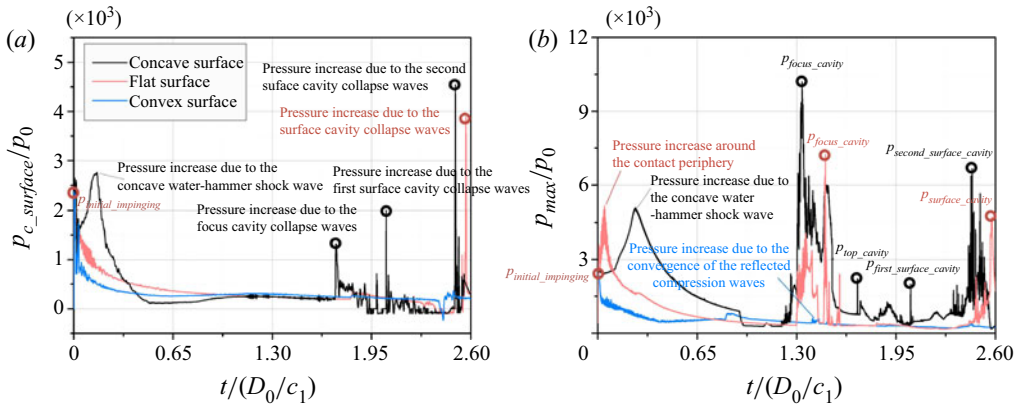 (×10³)
(a)
5
4
3
2
1
0
p_c_surface/p_0
Concave surface
Flat surface
Convex surface
Pressure increase due to the second
suface cavity collapse waves
Pressure increase due to the
surface cavity collapse waves
Pressure increase due to the
concave water-hammer shock wave
Pressure increase due to the
first surface cavity collapse waves
p_initial_impinging
Pressure increase due to the
focus cavity collapse waves
0 0.65 1.30 1.95 2.60
t/(D_0/c_1)
(×10³)
(b)
12
9
6
3
0
p_max/p_0
p_focus_cavity
Pressure increase around
the contact periphery
p_focus_cavity
p_second_surface_cavity
Pressure increase due to
the concave water
-hammer shock wave
p_surface_cavity
Pressure increase due to the
convergence of the reflected
compression waves
p_top_cavity
p_first_surface_cavity
p_initial_impinging
0 0.65 1.30 1.95 2.60
t/(D_0/c_1)